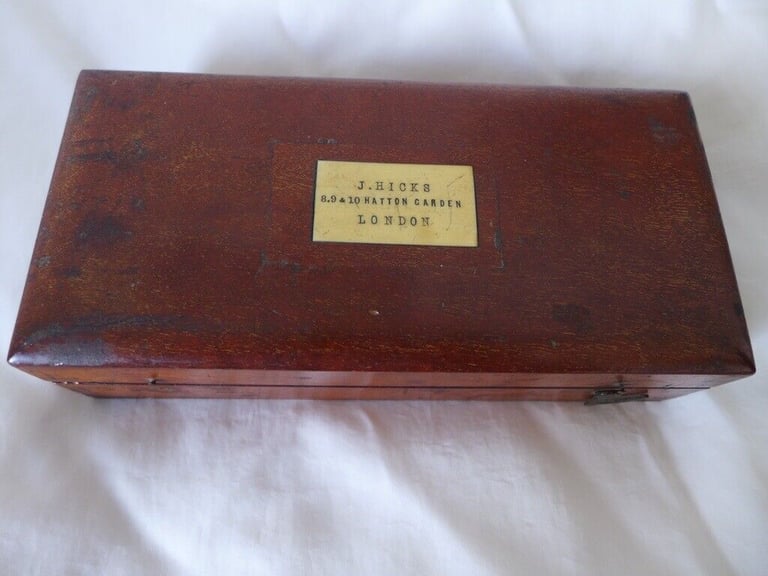 J. HICKS
8.9 & 10 HATTON GARDEN
LONDON